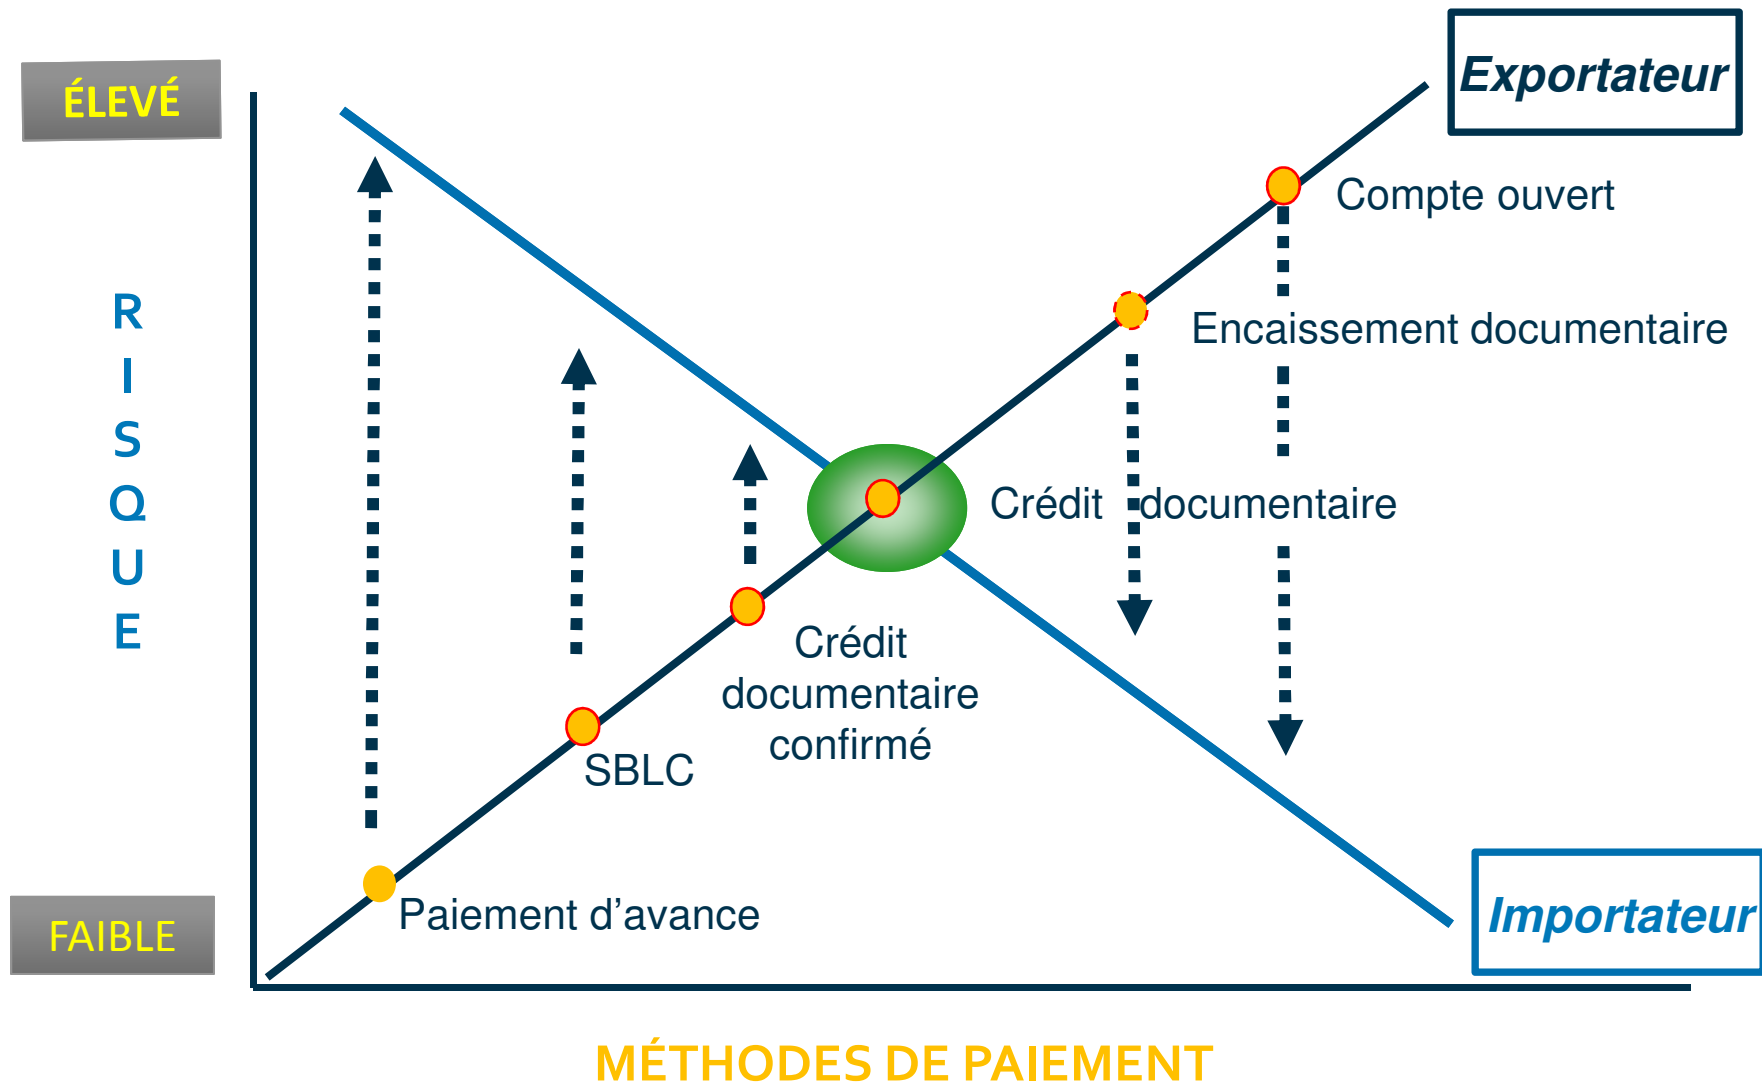 Exportateur
ÉLEVÉ
Compte ouvert
R
I
S
Q
U
E
Encaissement documentaire
Crédit documentaire
Crédit
documentaire
confirmé
SBLC
Paiement d’avance
FAIBLE
Importateur
MÉTHODES DE PAIEMENT